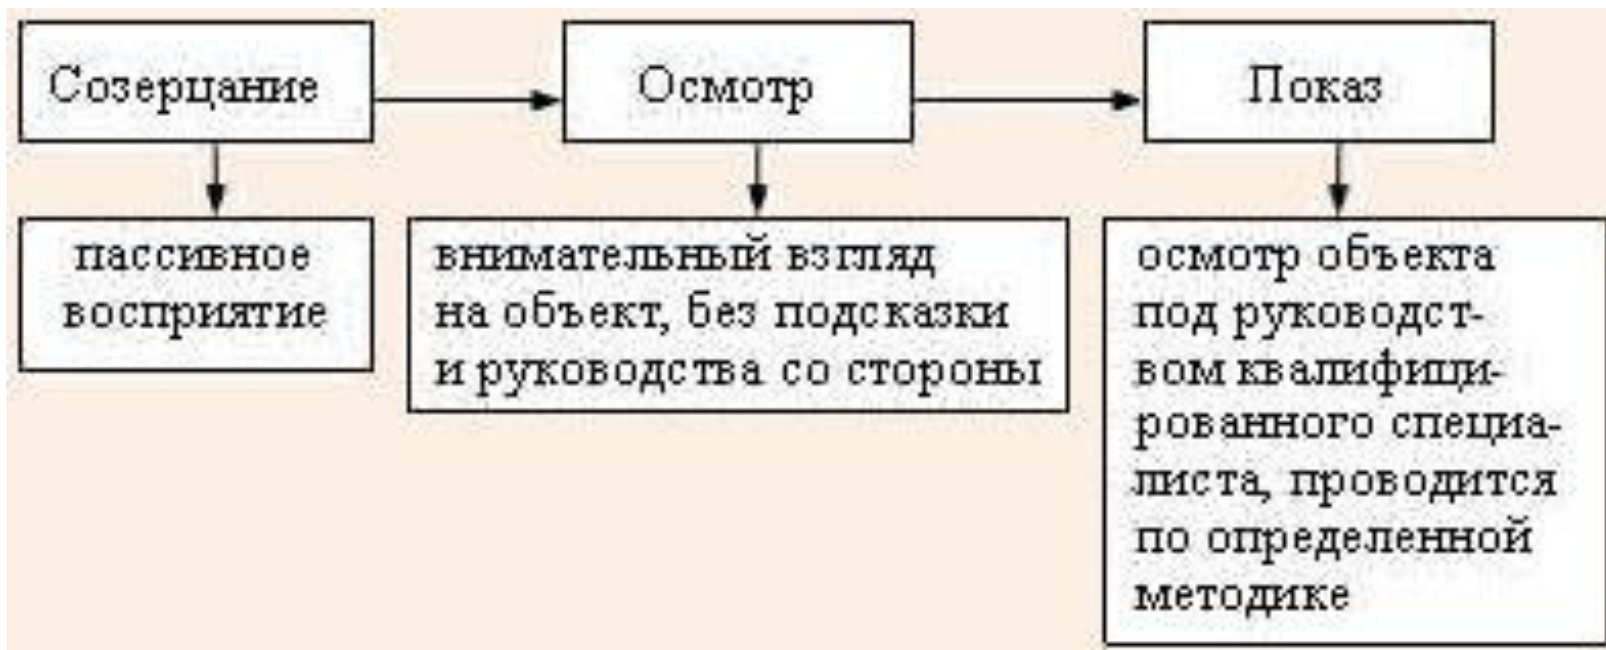 Созерцание
Осмотр
Показ
пассивное
восприятие
внимательный взгляд
на объект, без подсказки
и руководства со стороны
осмотр объекта
под руководст-
вом квалифици-
рованного специа-
листа, проводится
по определенной
методике